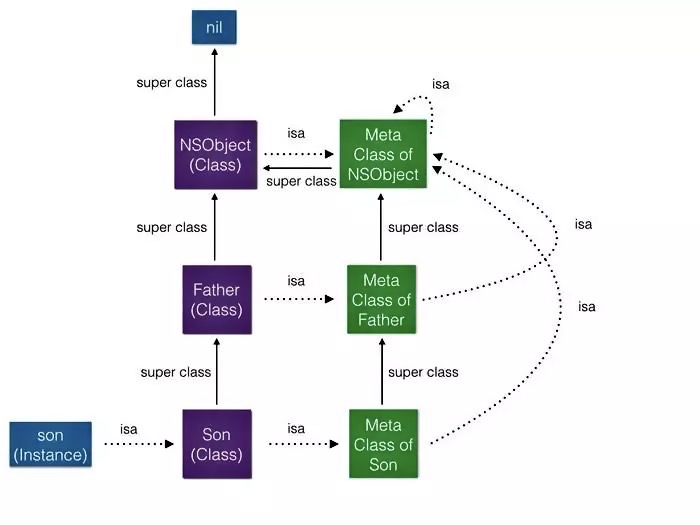 nil
super class
isa
NSObject
(Class)
isa
Meta
Class of
NSObject
super class
super class
super class
isa
Father
(Class)
isa
Meta
Class of
Father
isa
super class
super class
son
(Instance)
isa
Son
(Class)
isa
Meta
Class of
Son